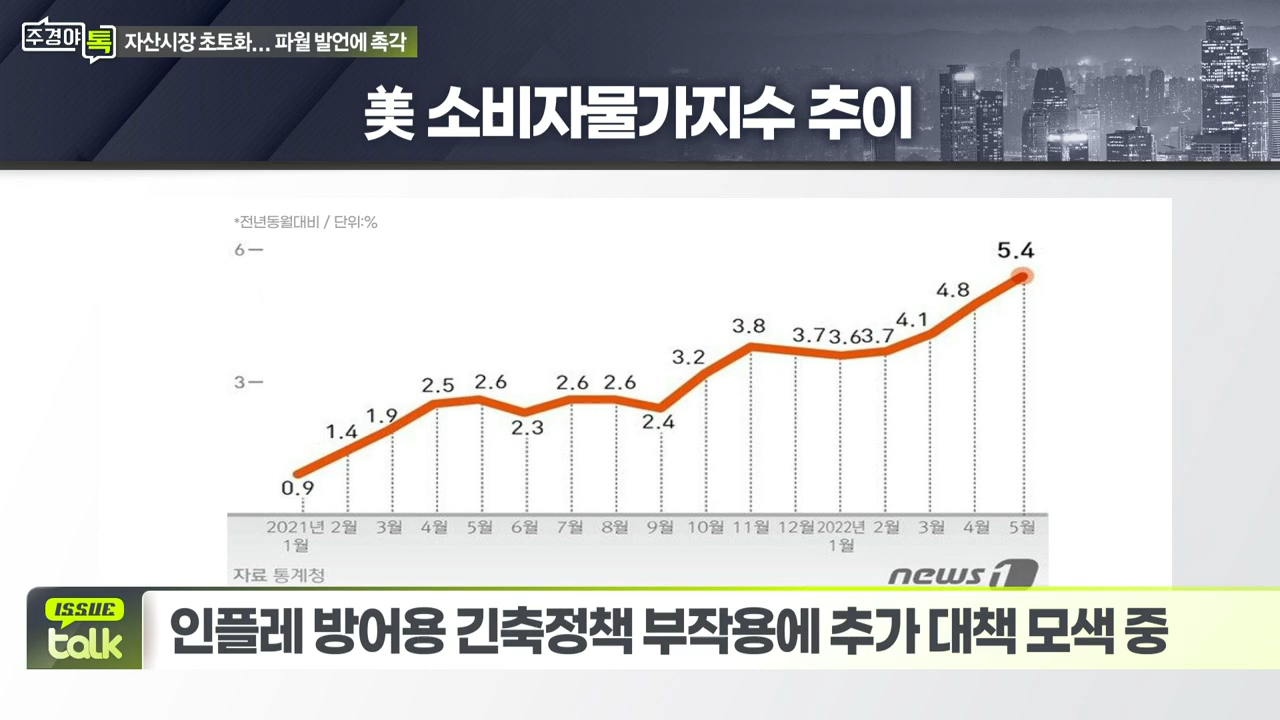 주경야톡 자산시장 초토화... 파월 발언에 촉각
美 소비자물가지수 추이
*전년동월대비 / 단위:%
6
5.4
4.8
4.1
3.8
3.7 3.6 3.7
3.2
3
2.5 2.6 2.6 2.6
2.3
2.4
1.9
1.4
0.9
2021년 1월 2월 3월 4월 5월 6월 7월 8월 9월 10월 11월 12월 2022년 1월 2월 3월 4월 5월
자료 통계청
news1
ISSUE talk
인플레 방어용 긴축정책 부작용에 추가 대책 모색 중